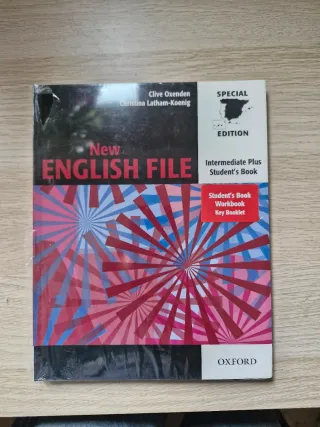 Clive Oxenden
Christina Latham-Koenig
New
ENGLISH FILE
SPECIAL
EDITION
Intermediate Plus
Student's Book
Student's Book
Workbook
Key Booklet
OXFORD